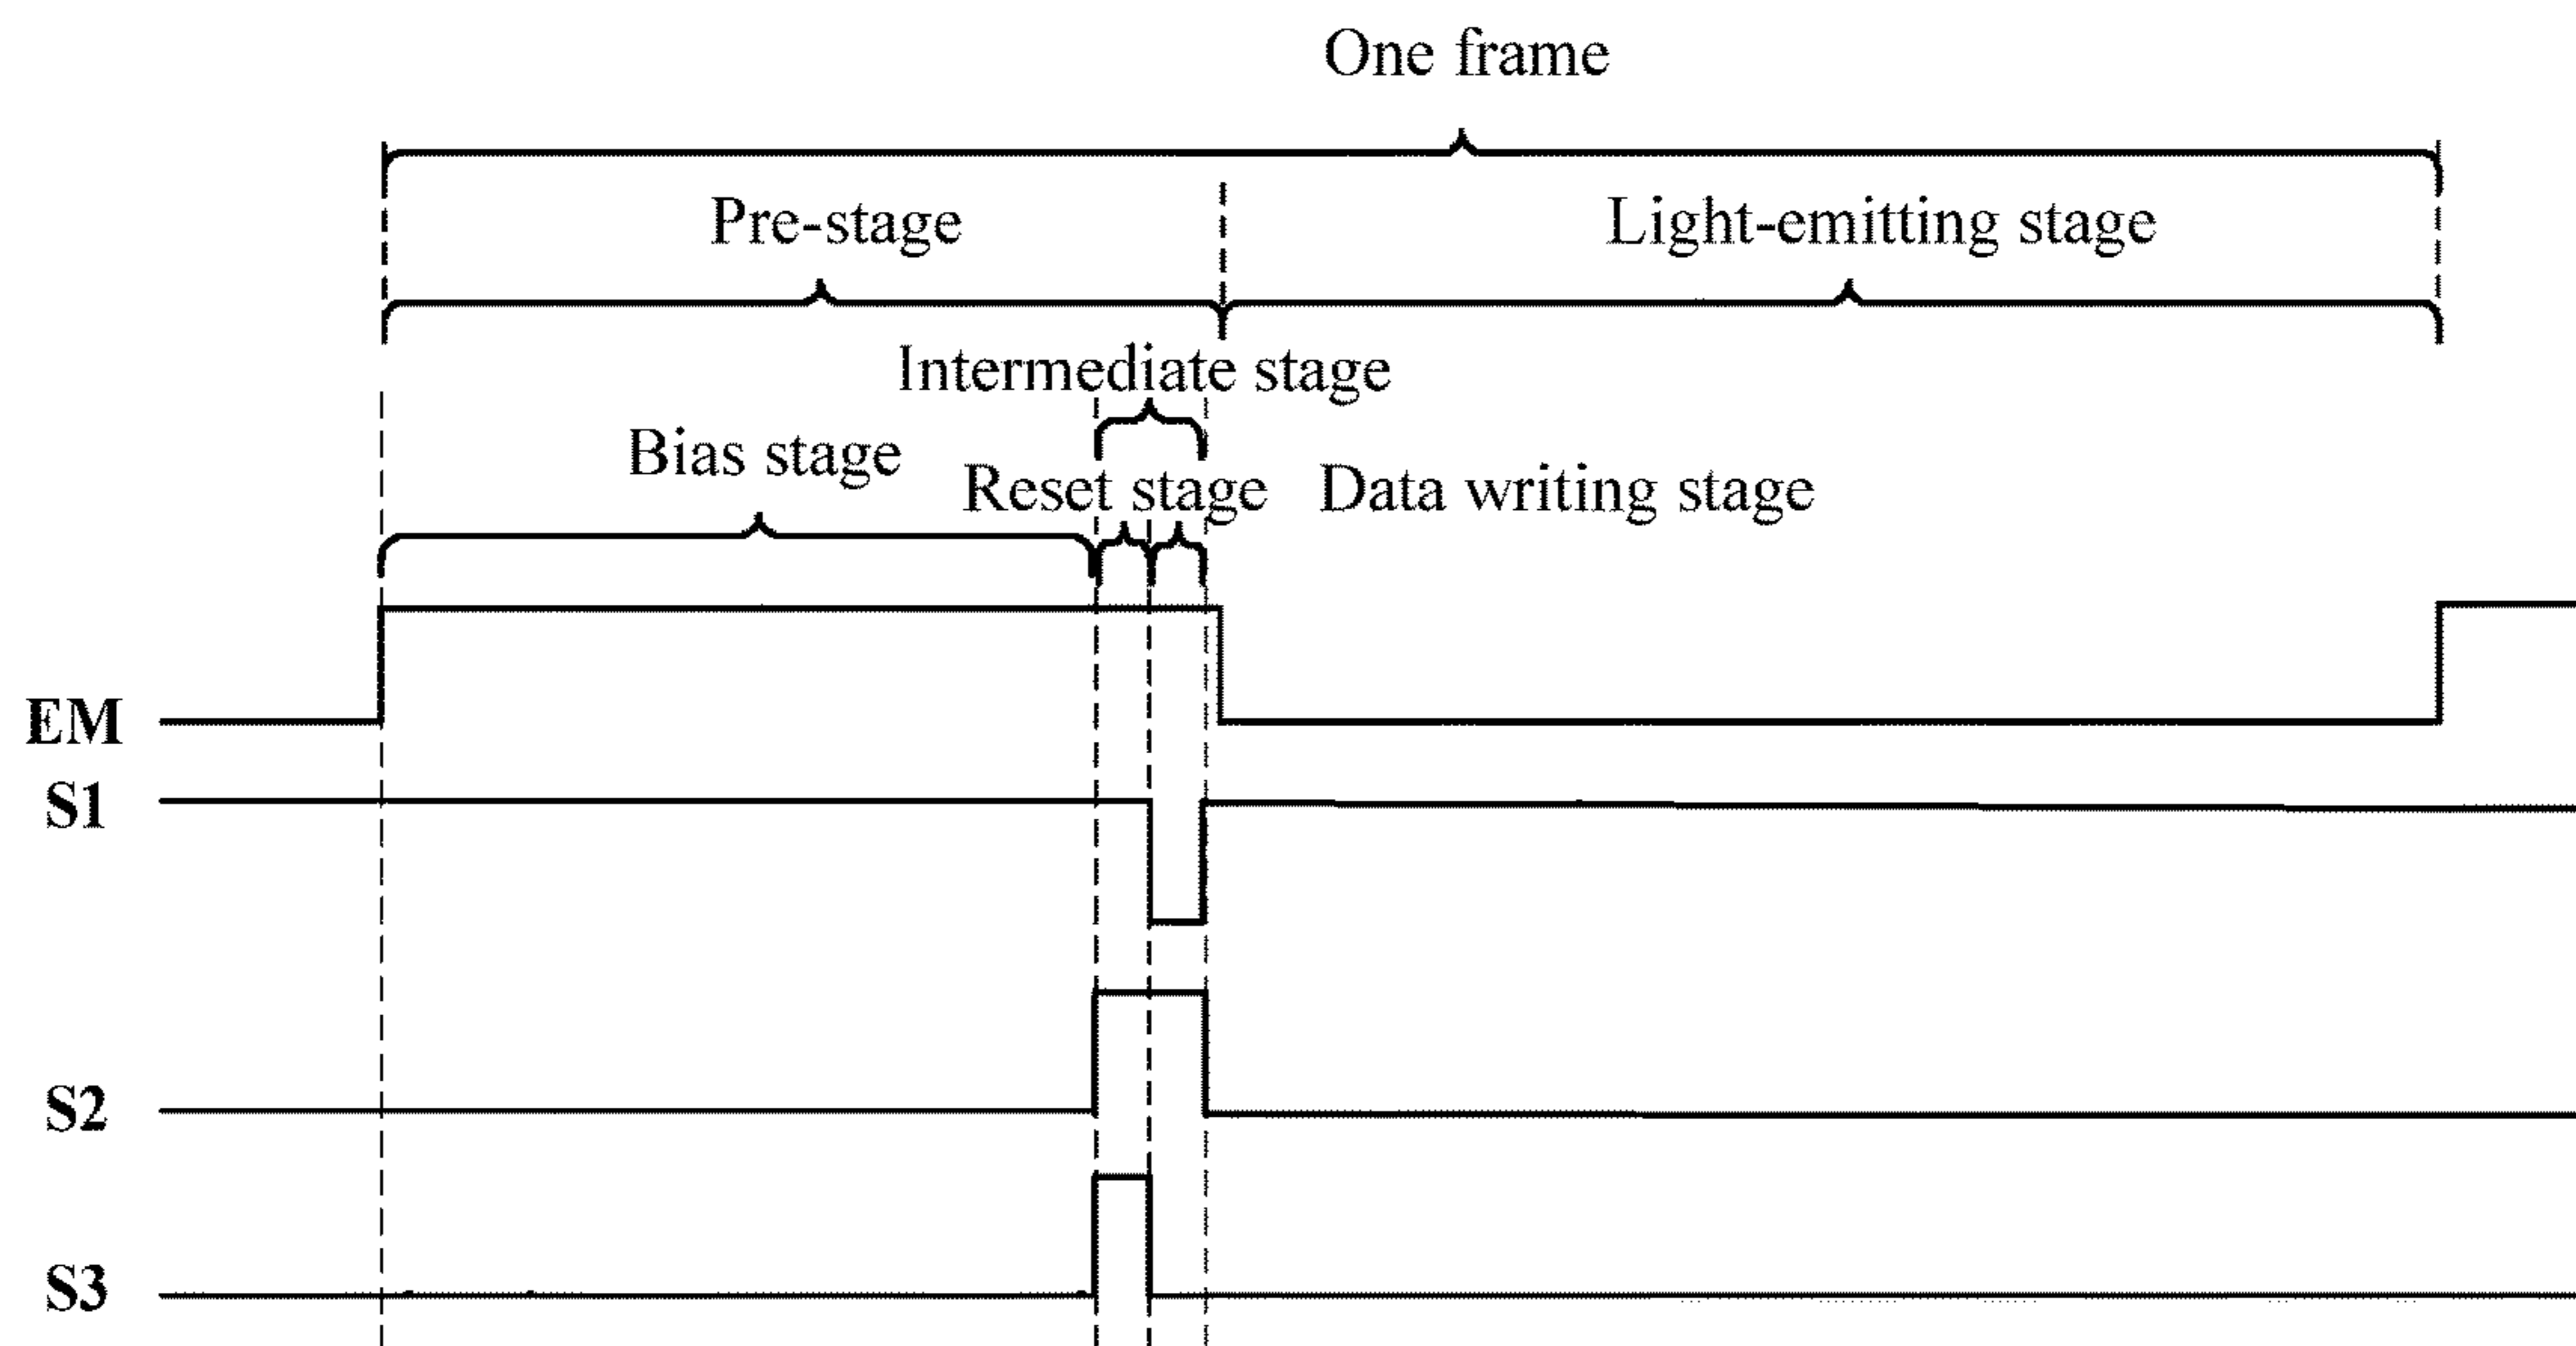 One frame
Pre-stage
Light-emitting stage
Intermediate stage
Bias stage
Reset stage
Data writing stage
EM
S1
S2
S3